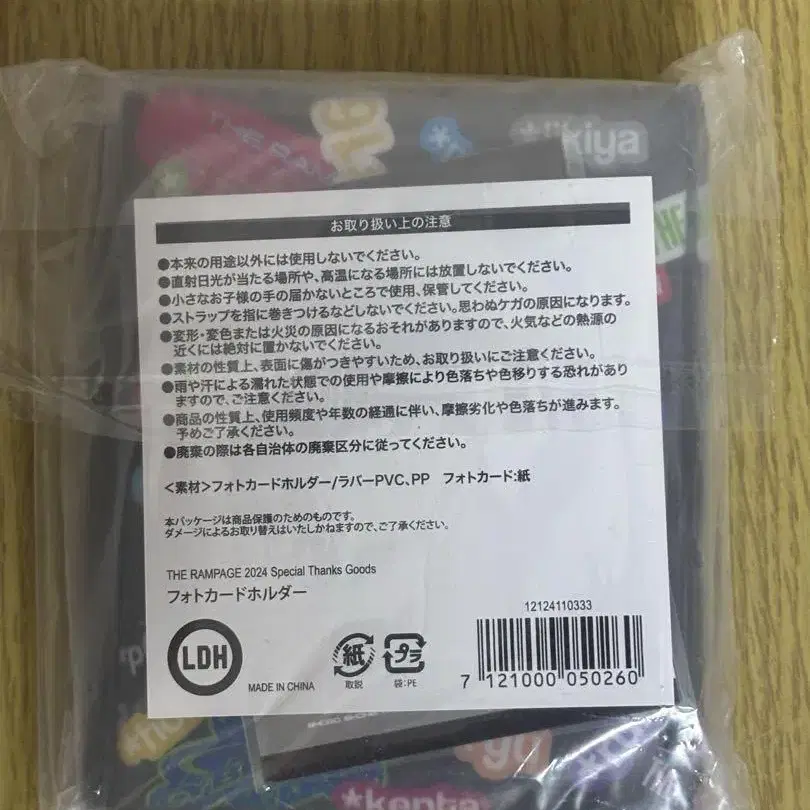 THE RA
16
kiya
お取り扱い上の注意
●本来の用途以外には使用しないでください。
●直射日光が当たる場所や、高温になる場所には放置しないでください。
●小さなお子様の手の届かないところで使用、保管してください。
●ストラップを指に巻きつけるなどしないでください。思わぬケガの原因になります。
●変形・変色または火災の原因になるおそれがありますので、火気などの熱源の
近くには絶対に置かないでください。
●素材の性質上、表面に傷がつきやすいため、お取り扱いにご注意ください。
●雨や汗による濡れた状態での使用や摩擦により色落ちや色移りする恐れがあり
ますので、ご注意ください。
●商品の性質上、使用頻度や年数の経過に伴い、摩擦劣化や色落ちが進みます。
予めご了承ください。
●廃棄の際は各自治体の廃棄区分に従ってください。
<素材>フォトカードホルダー/ラバーPVC、PP フォトカード:紙
本パッケージは商品保護のためのものです。
ダメージによるお取り替えはいたしかねますので、ご了承ください。
THE RAMPAGE 2024 Special Thanks Goods
フォトカードホルダー
LDH
MADE IN CHINA
紙
取説
プラ
袋:PE
12124110333
7 121000 050260
*kenta